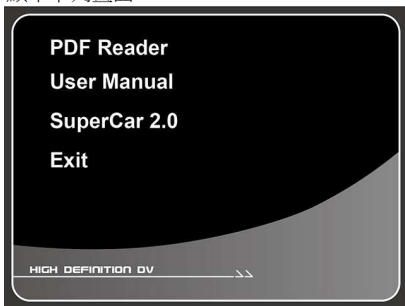 PDF Reader
User Manual
SuperCar 2.0
Exit
HIGH DEFINITION DV